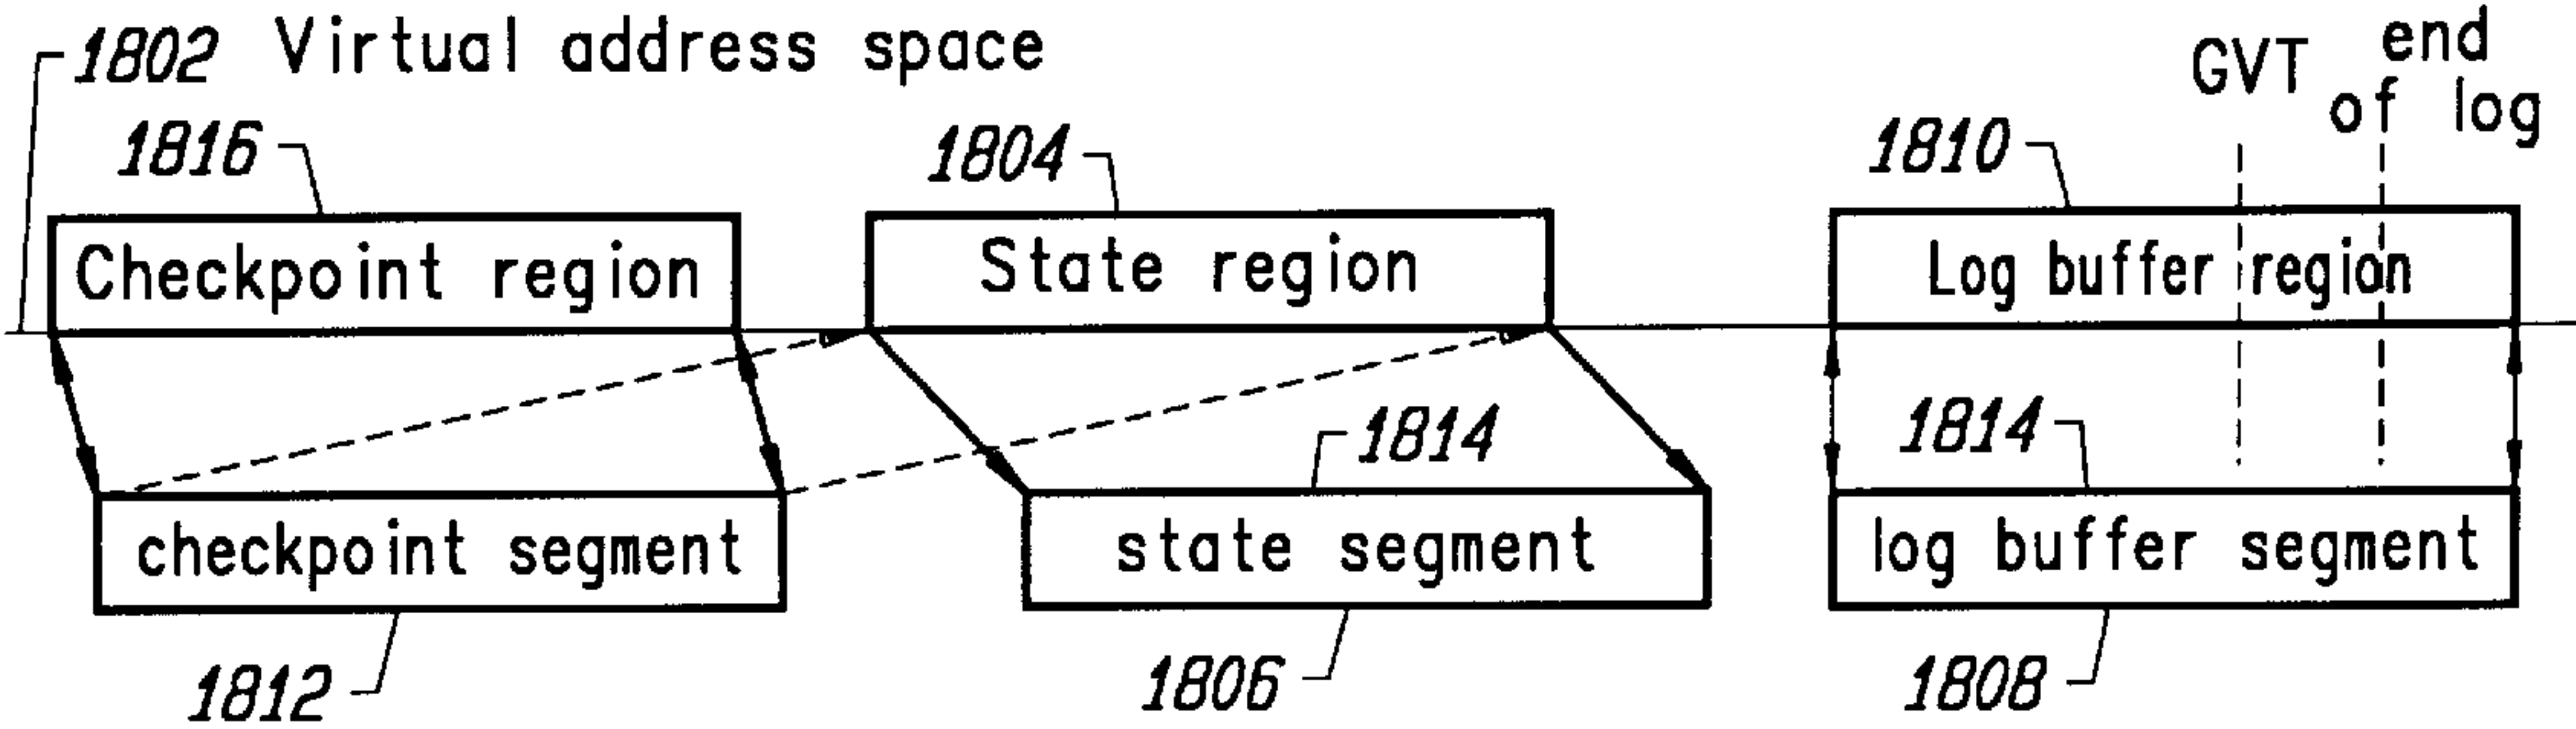 1802 Virtual address space
GVT
end
of log
1816
1804
1810
Checkpoint region
State region
Log buffer region
1814
1814
checkpoint segment
state segment
log buffer segment
1812
1806
1808